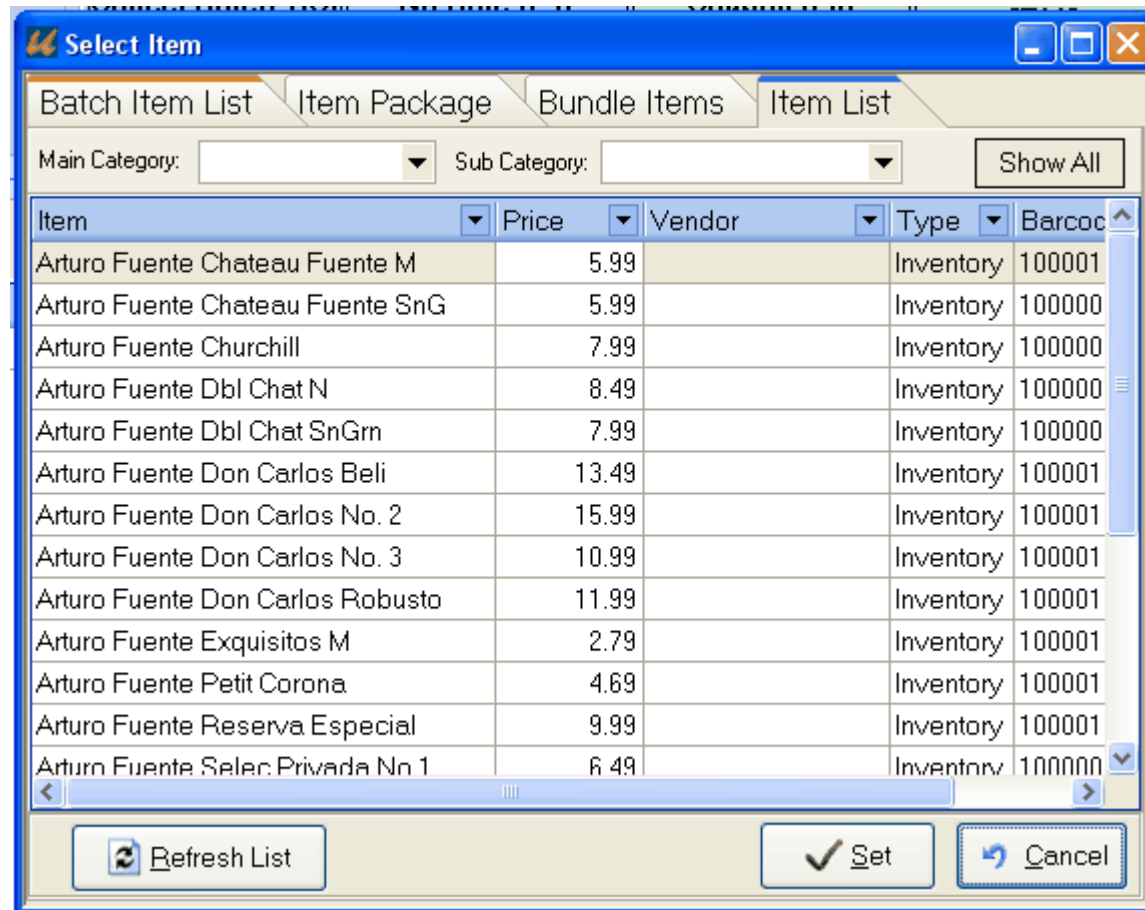 Select Item
Batch Item List Item Package Bundle Items Item List
Main Category: Sub Category: Show All
Item Price Vendor Type Barcod
Arturo Fuente Chateau Fuente M 5.99 Inventory 100001
Arturo Fuente Chateau Fuente SnG 5.99 Inventory 100000
Arturo Fuente Churchill 7.99 Inventory 100000
Arturo Fuente Dbl Chat N 8.49 Inventory 100000
Arturo Fuente Dbl Chat SnGrn 7.99 Inventory 100000
Arturo Fuente Don Carlos Beli 13.49 Inventory 100001
Arturo Fuente Don Carlos No. 2 15.99 Inventory 100001
Arturo Fuente Don Carlos No. 3 10.99 Inventory 100001
Arturo Fuente Don Carlos Robusto 11.99 Inventory 100001
Arturo Fuente Exquisitos M 2.79 Inventory 100001
Arturo Fuente Petit Corona 4.69 Inventory 100001
Arturo Fuente Reserva Especial 9.99 Inventory 100001
Arturo Fuente Selec Privada No.1 6.49 Inventory 100000
Refresh List Set Cancel